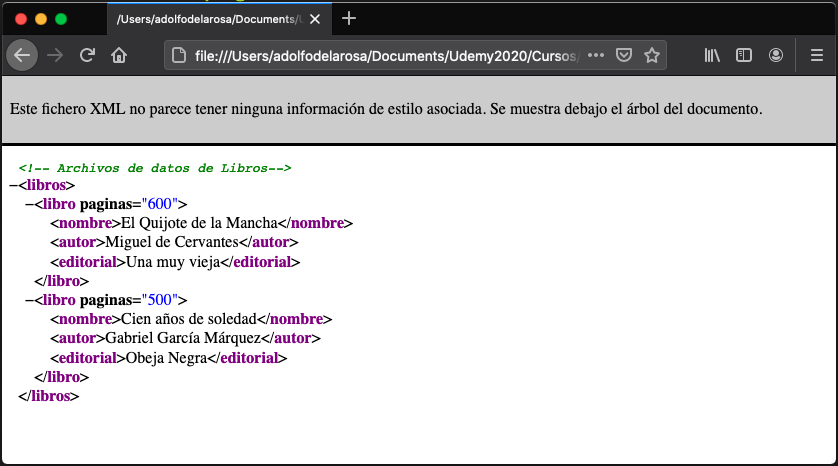 /Users/adolfodelarosa/Documents/U
file:///Users/adolfodelarosa/Documents/Udemy2020/Cursos/
Este fichero XML no parece tener ninguna información de estilo asociada. Se muestra debajo el árbol del documento.
<!-- Archivos de datos de Libros-->
−<libros>
−<libro paginas="600">
<nombre>El Quijote de la Mancha</nombre>
<autor>Miguel de Cervantes</autor>
<editorial>Una muy vieja</editorial>
</libro>
−<libro paginas="500">
<nombre>Cien años de soledad</nombre>
<autor>Gabriel García Márquez</autor>
<editorial>Obeja Negra</editorial>
</libro>
</libros>